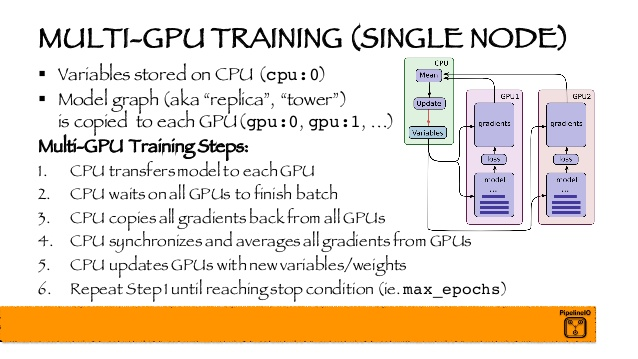 MULTI-GPU TRAINING (SINGLE NODE)
▪ Variables stored on CPU (cpu:0)
▪ Model graph (aka “replica”, “tower”)
is copied to each GPU(gpu:0, gpu:1, …)
Multi-GPU Training Steps:
1. CPU transfers model to each GPU
2. CPU waits on all GPUs to finish batch
3. CPU copies all gradients back from all GPUs
4. CPU synchronizes and averages all gradients from GPUs
5. CPU updates GPUs with new variables/weights
6. Repeat Step 1 until reaching stop condition (ie. max_epochs)
CPU
Mean
Update
Variables
GPU1
gradients
loss
model
...
GPU2
gradients
loss
model
...
PipelineIO